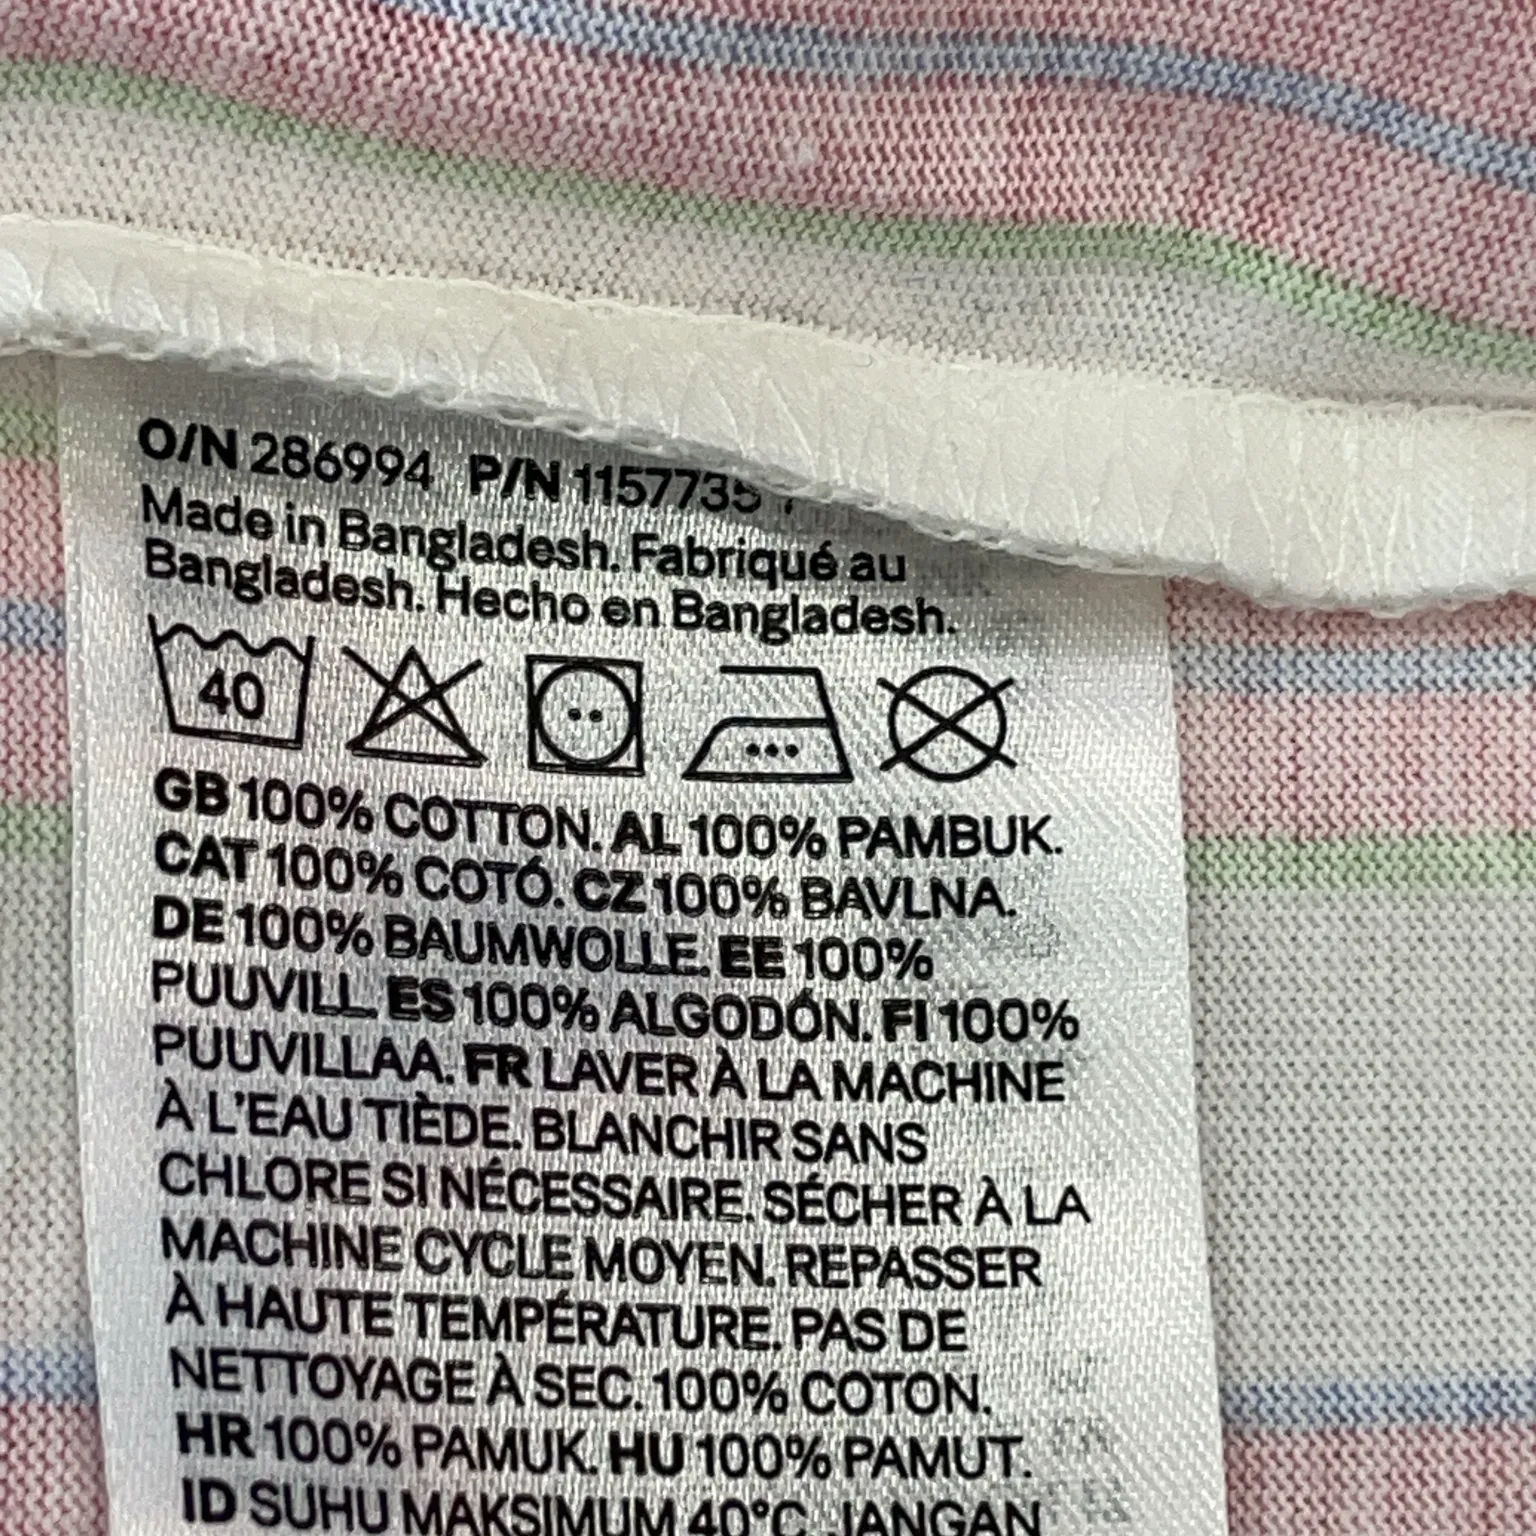 O/N 286994 P/N 1157735
Made in Bangladesh. Fabriqué au
Bangladesh. Hecho en Bangladesh.
40
GB 100% COTTON. AL 100% PAMBUK.
CAT 100% COTÓ. CZ 100% BAVLNA.
DE 100% BAUMWOLLE. EE 100%
PUUVILL. ES 100% ALGODÓN. FI 100%
PUUVILLAA. FR LAVER À LA MACHINE
À L'EAU TIÈDE. BLANCHIR SANS
CHLORE SI NÉCESSAIRE. SÉCHER À LA
MACHINE CYCLE MOYEN. REPASSER
À HAUTE TEMPÉRATURE. PAS DE
NETTOYAGE À SEC. 100% COTON.
HR 100% PAMUK. HU 100% PAMUT.
ID SUHU MAKSIMUM 40°C. JANGAN